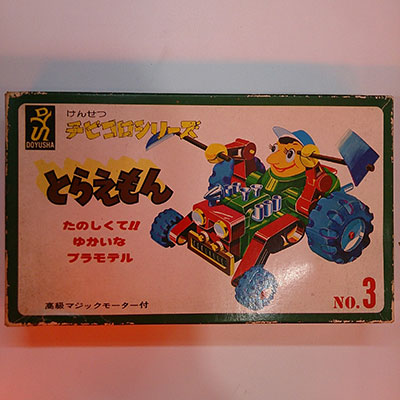 DOYUSHA
けんせつ
チビコロシリーズ
とらえもん
たのしくて!!
ゆかいな
プラモデル
高級マジックモーター付
NO.3